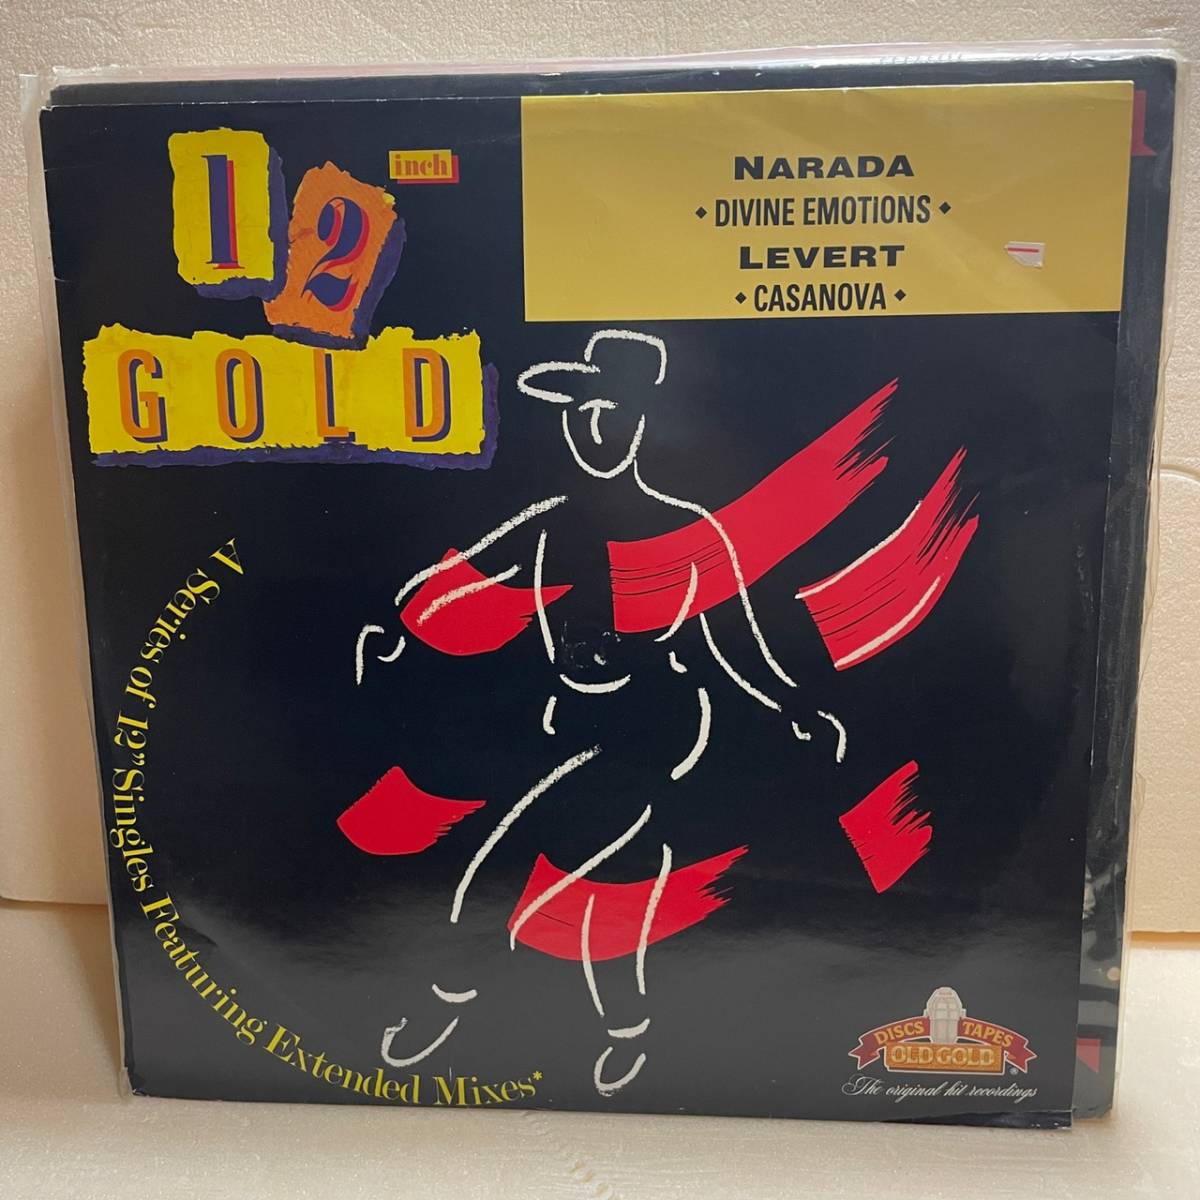 12 inch
GOLD
NARADA
• DIVINE EMOTIONS •
LEVERT
• CASANOVA •
A Series of 12" Singles Featuring Extended Mixes*
DISCS TAPES
OLD GOLD
®
The original hit recordings